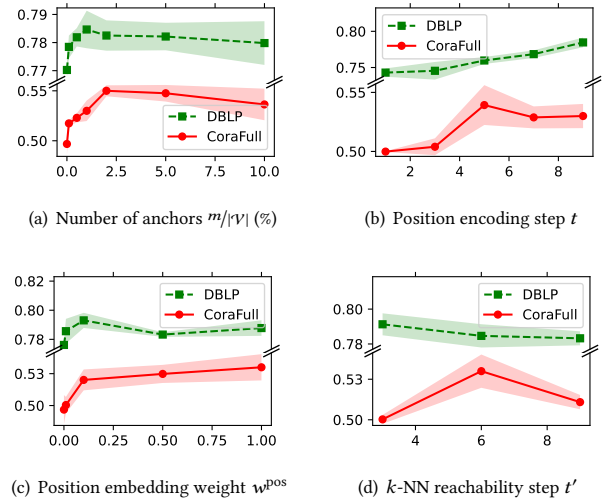 0.79
0.78
0.77
0.55
0.50
DBLP
CoraFull
0.0 2.5 5.0 7.5 10.0
(a) Number of anchors m/|V| (%)
0.80
0.75
0.55
0.50
DBLP
CoraFull
2 4 6 8
(b) Position encoding step t
0.82
0.80
0.78
0.53
0.50
DBLP
CoraFull
0.00 0.25 0.50 0.75 1.00
(c) Position embedding weight w^pos
0.80
0.78
0.53
0.50
DBLP
CoraFull
4 6 8
(d) k-NN reachability step t′